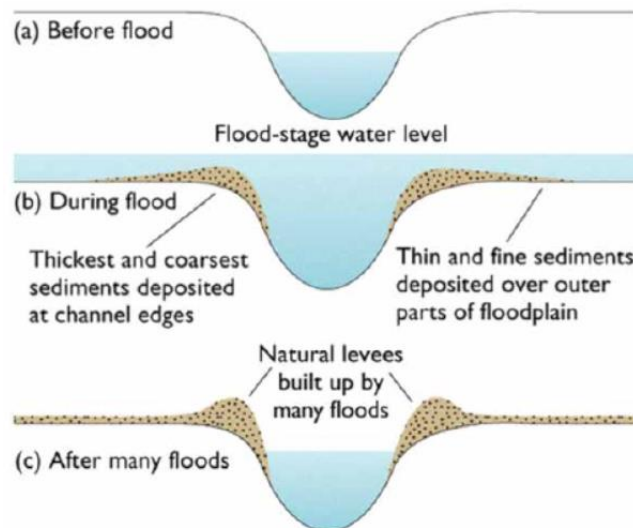 (a) Before flood
Flood-stage water level
(b) During flood
Thickest and coarsest
sediments deposited
at channel edges
Thin and fine sediments
deposited over outer
parts of floodplain
Natural levees
built up by
many floods
(c) After many floods